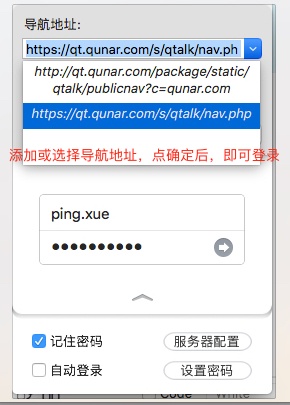 导航地址:
https://qt.qunar.com/s/qtalk/nav.ph
http://qt.qunar.com/package/static/
qtalk/publicnav?c=qunar.com
https://qt.qunar.com/s/qtalk/nav.php
添加或选择导航地址，点确定后，即可登录
ping.xue
●●●●●●●●●●
记住密码
服务器配置
自动登录
设置密码
Code White